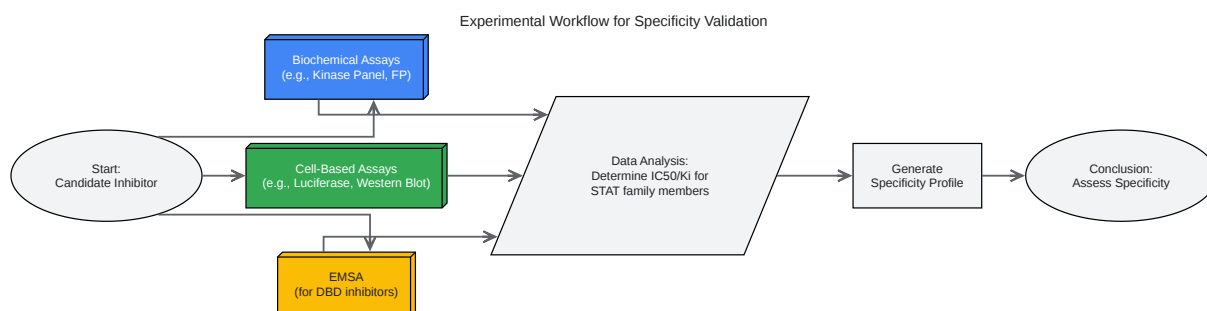 Experimental Workflow for Specificity Validation
Biochemical Assays
(e.g., Kinase Panel, FP)
Start:
Candidate Inhibitor
Cell-Based Assays
(e.g., Luciferase, Western Blot)
EMSA
(for DBD inhibitors)
Data Analysis:
Determine IC50/Ki for
STAT family members
Generate
Specificity Profile
Conclusion:
Assess Specificity